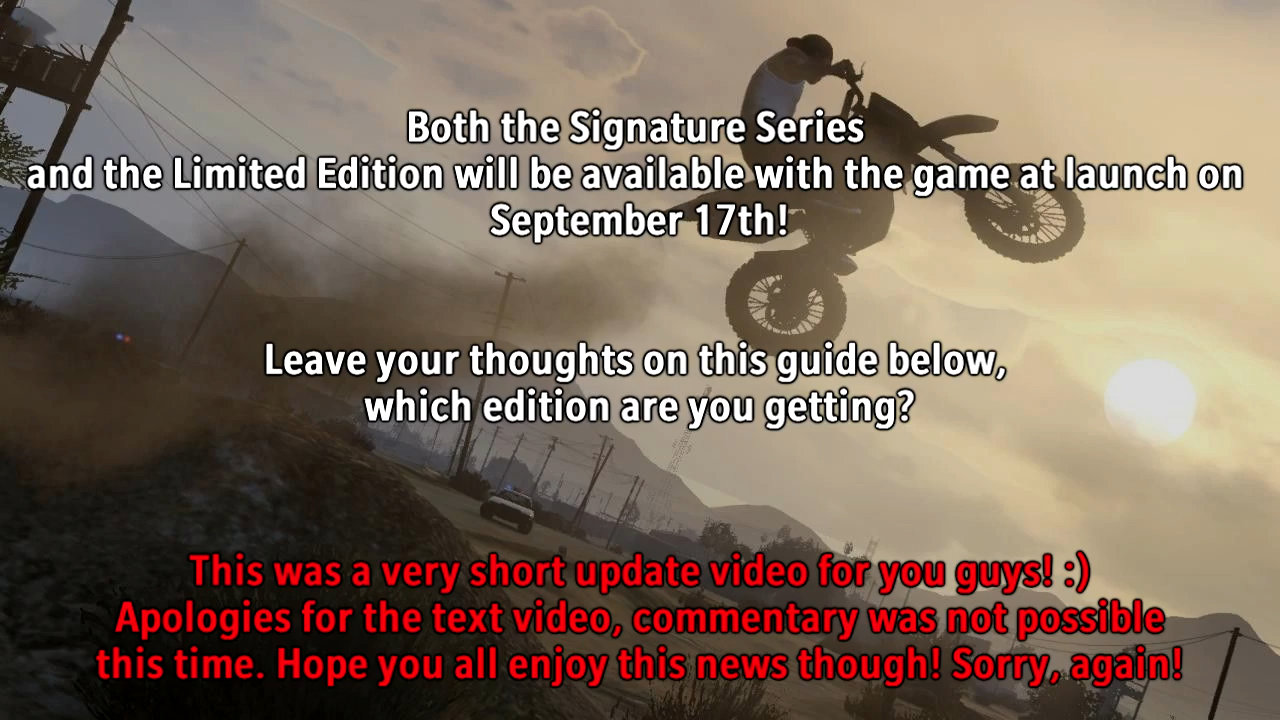 Both the Signature Series
and the Limited Edition will be available with the game at launch on
September 17th!
Leave your thoughts on this guide below,
which edition are you getting?
This was a very short update video for you guys! :)
Apologies for the text video, commentary was not possible
this time. Hope you all enjoy this news though! Sorry, again!